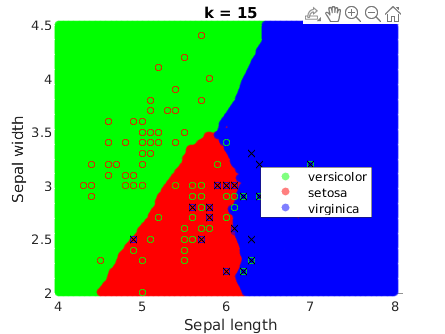 k = 15
4.5
4
3.5
3
2.5
2
Sepal width
versicolor
setosa
virginica
4
5
6
7
8
Sepal length